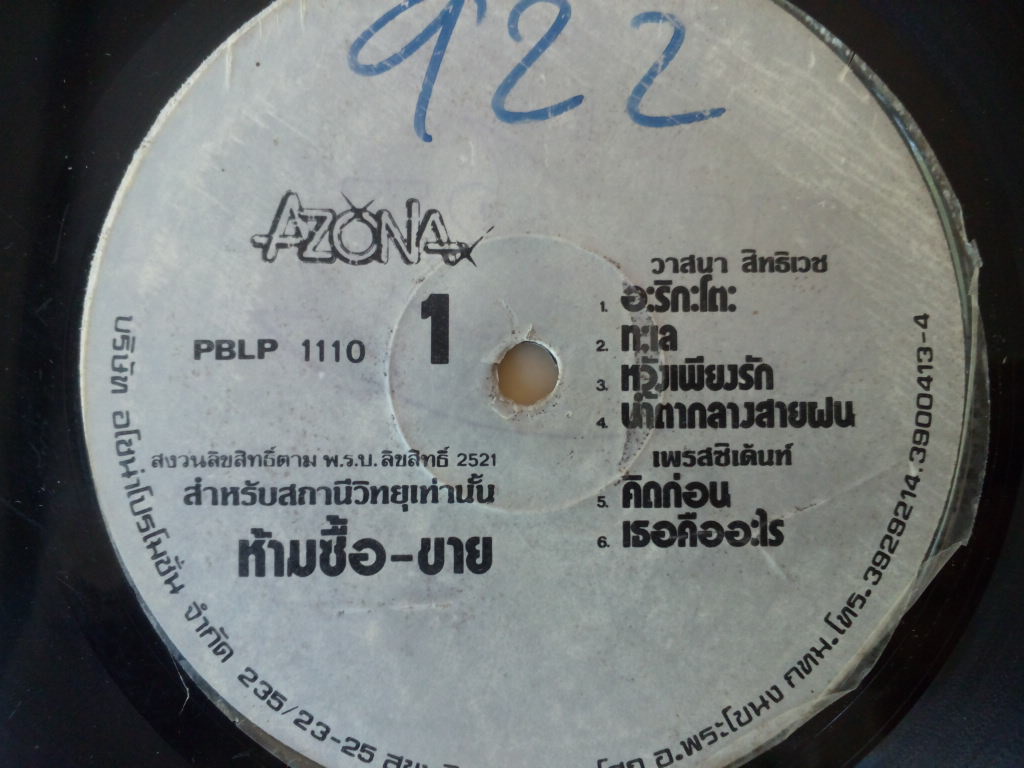 922
AZONA
1
PBLP 1110
สงวนลิขสิทธิ์ตาม พ.ร.บ. ลิขสิทธิ์ 2521
สำหรับสถานีวิทยุเท่านั้น
ห้ามซื้อ-ขาย
วาสนา สิทธิเวช
1. อะริกะโตะ
2. ทะเล
3. หวังเพียงรัก
4. น้ำตากลางสายฝน
เพรสซิเด้นท์
5. คิดก่อน
6. เธอคืออะไร
บริษัท อโซน่าโปรโมชั่น จำกัด 235/23-25 อ.พระโขนง กทม. โทร. 3929214. 3900413-4